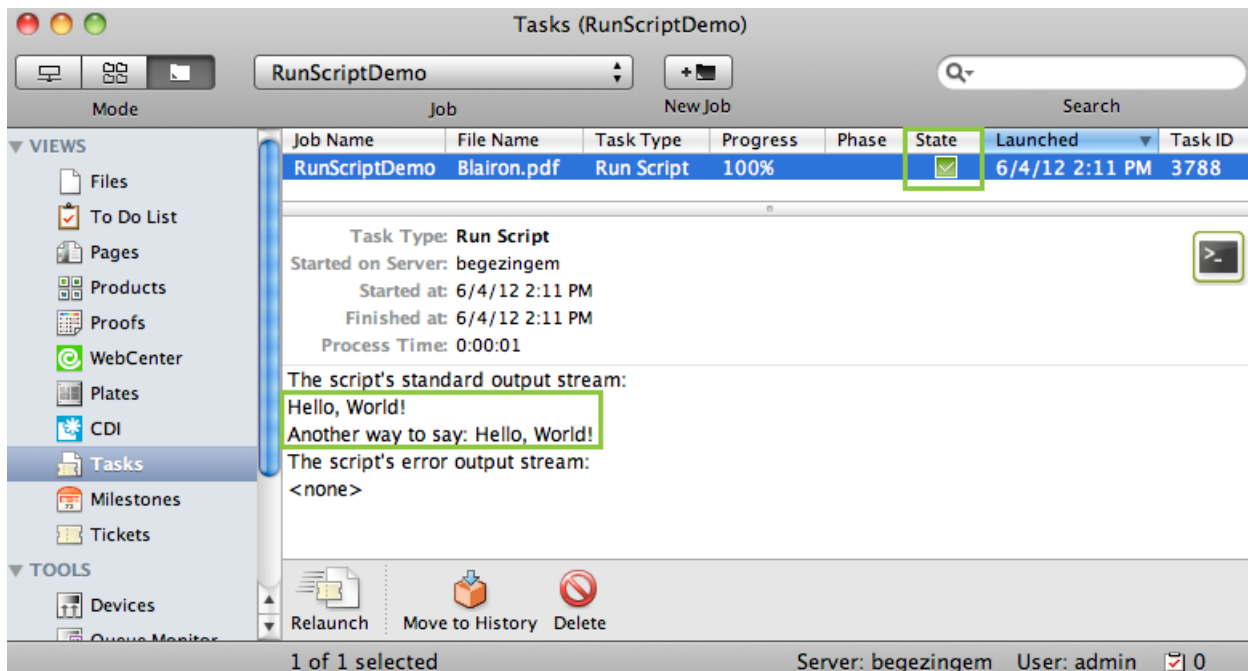 Tasks (RunScriptDemo)
RunScriptDemo
Mode
Job
New Job
Search
VIEWS
Files
To Do List
Pages
Products
Proofs
WebCenter
Plates
CDI
Tasks
Milestones
Tickets
TOOLS
Devices
Queue Monitor
Job Name File Name Task Type Progress Phase State Launched Task ID
RunScriptDemo Blairon.pdf Run Script 100% 6/4/12 2:11 PM 3788
Task Type: Run Script
Started on Server: begezingem
Started at: 6/4/12 2:11 PM
Finished at: 6/4/12 2:11 PM
Process Time: 0:00:01
The script's standard output stream:
Hello, World!
Another way to say: Hello, World!
The script's error output stream:
<none>
Relaunch Move to History Delete
1 of 1 selected Server: begezingem User: admin 0